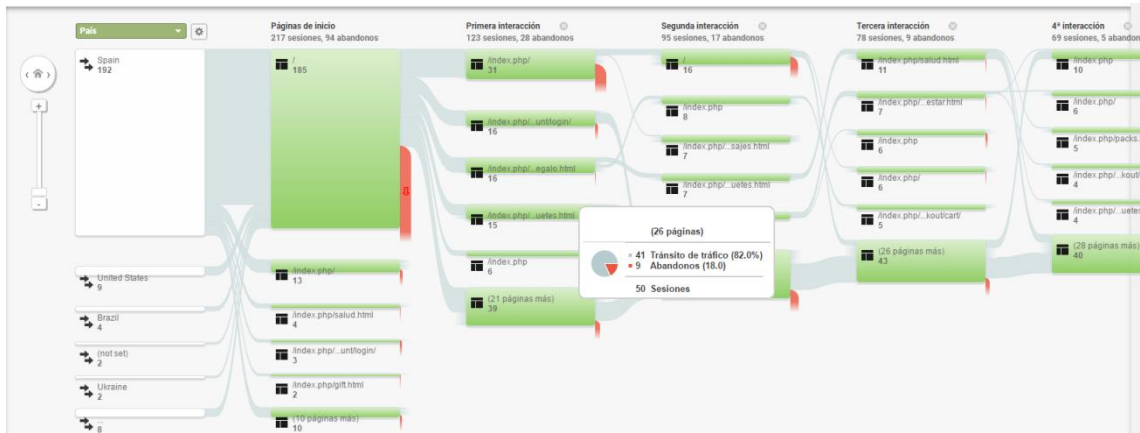 País
Spain
192
United States
9
Brazil
4
(not set)
2
Ukraine
2
...
8
+
-
Páginas de inicio
217 sesiones, 94 abandonos
/
185
/index.php/
13
/index.php/salud.html
4
/index.php/...unt/login/
3
/index.php/gift.html
2
(10 páginas más)
10
Primera interacción
123 sesiones, 28 abandonos
/index.php/
31
/index.php/...unt/login/
16
/index.php/...egalo.html
16
/index.php/...uetes.html
15
/index.php
6
(21 páginas más)
39
Segunda interacción
95 sesiones, 17 abandonos
/
16
/index.php
8
/index.php/...sajes.html
7
/index.php/...uetes.html
7
(26 páginas)
41 Tránsito de tráfico (82.0%)
9 Abandonos (18.0)
50 Sesiones
Tercera interacción
78 sesiones, 9 abandonos
/index.php/salud.html
11
/index.php/...estar.html
7
/index.php
6
/index.php/
6
/index.php/...kout/cart/
5
(26 páginas más)
43
4ª interacción
69 sesiones, 5 abandon
/index.php
10
/index.php/
6
/index.php/packs.
5
/index.php/...kout/
4
/index.php/...uetes
4
(28 páginas más)
40